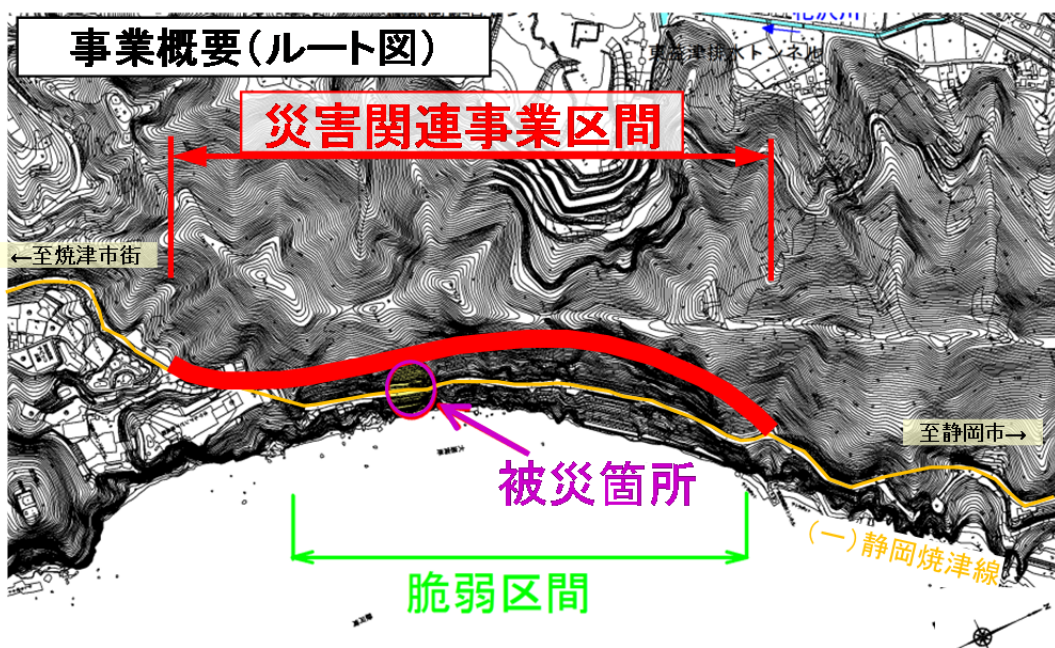 事業概要(ルート図)
災害関連事業区間
←至焼津市街
至静岡市→
被災箇所
(一)静岡焼津線
脆弱区間